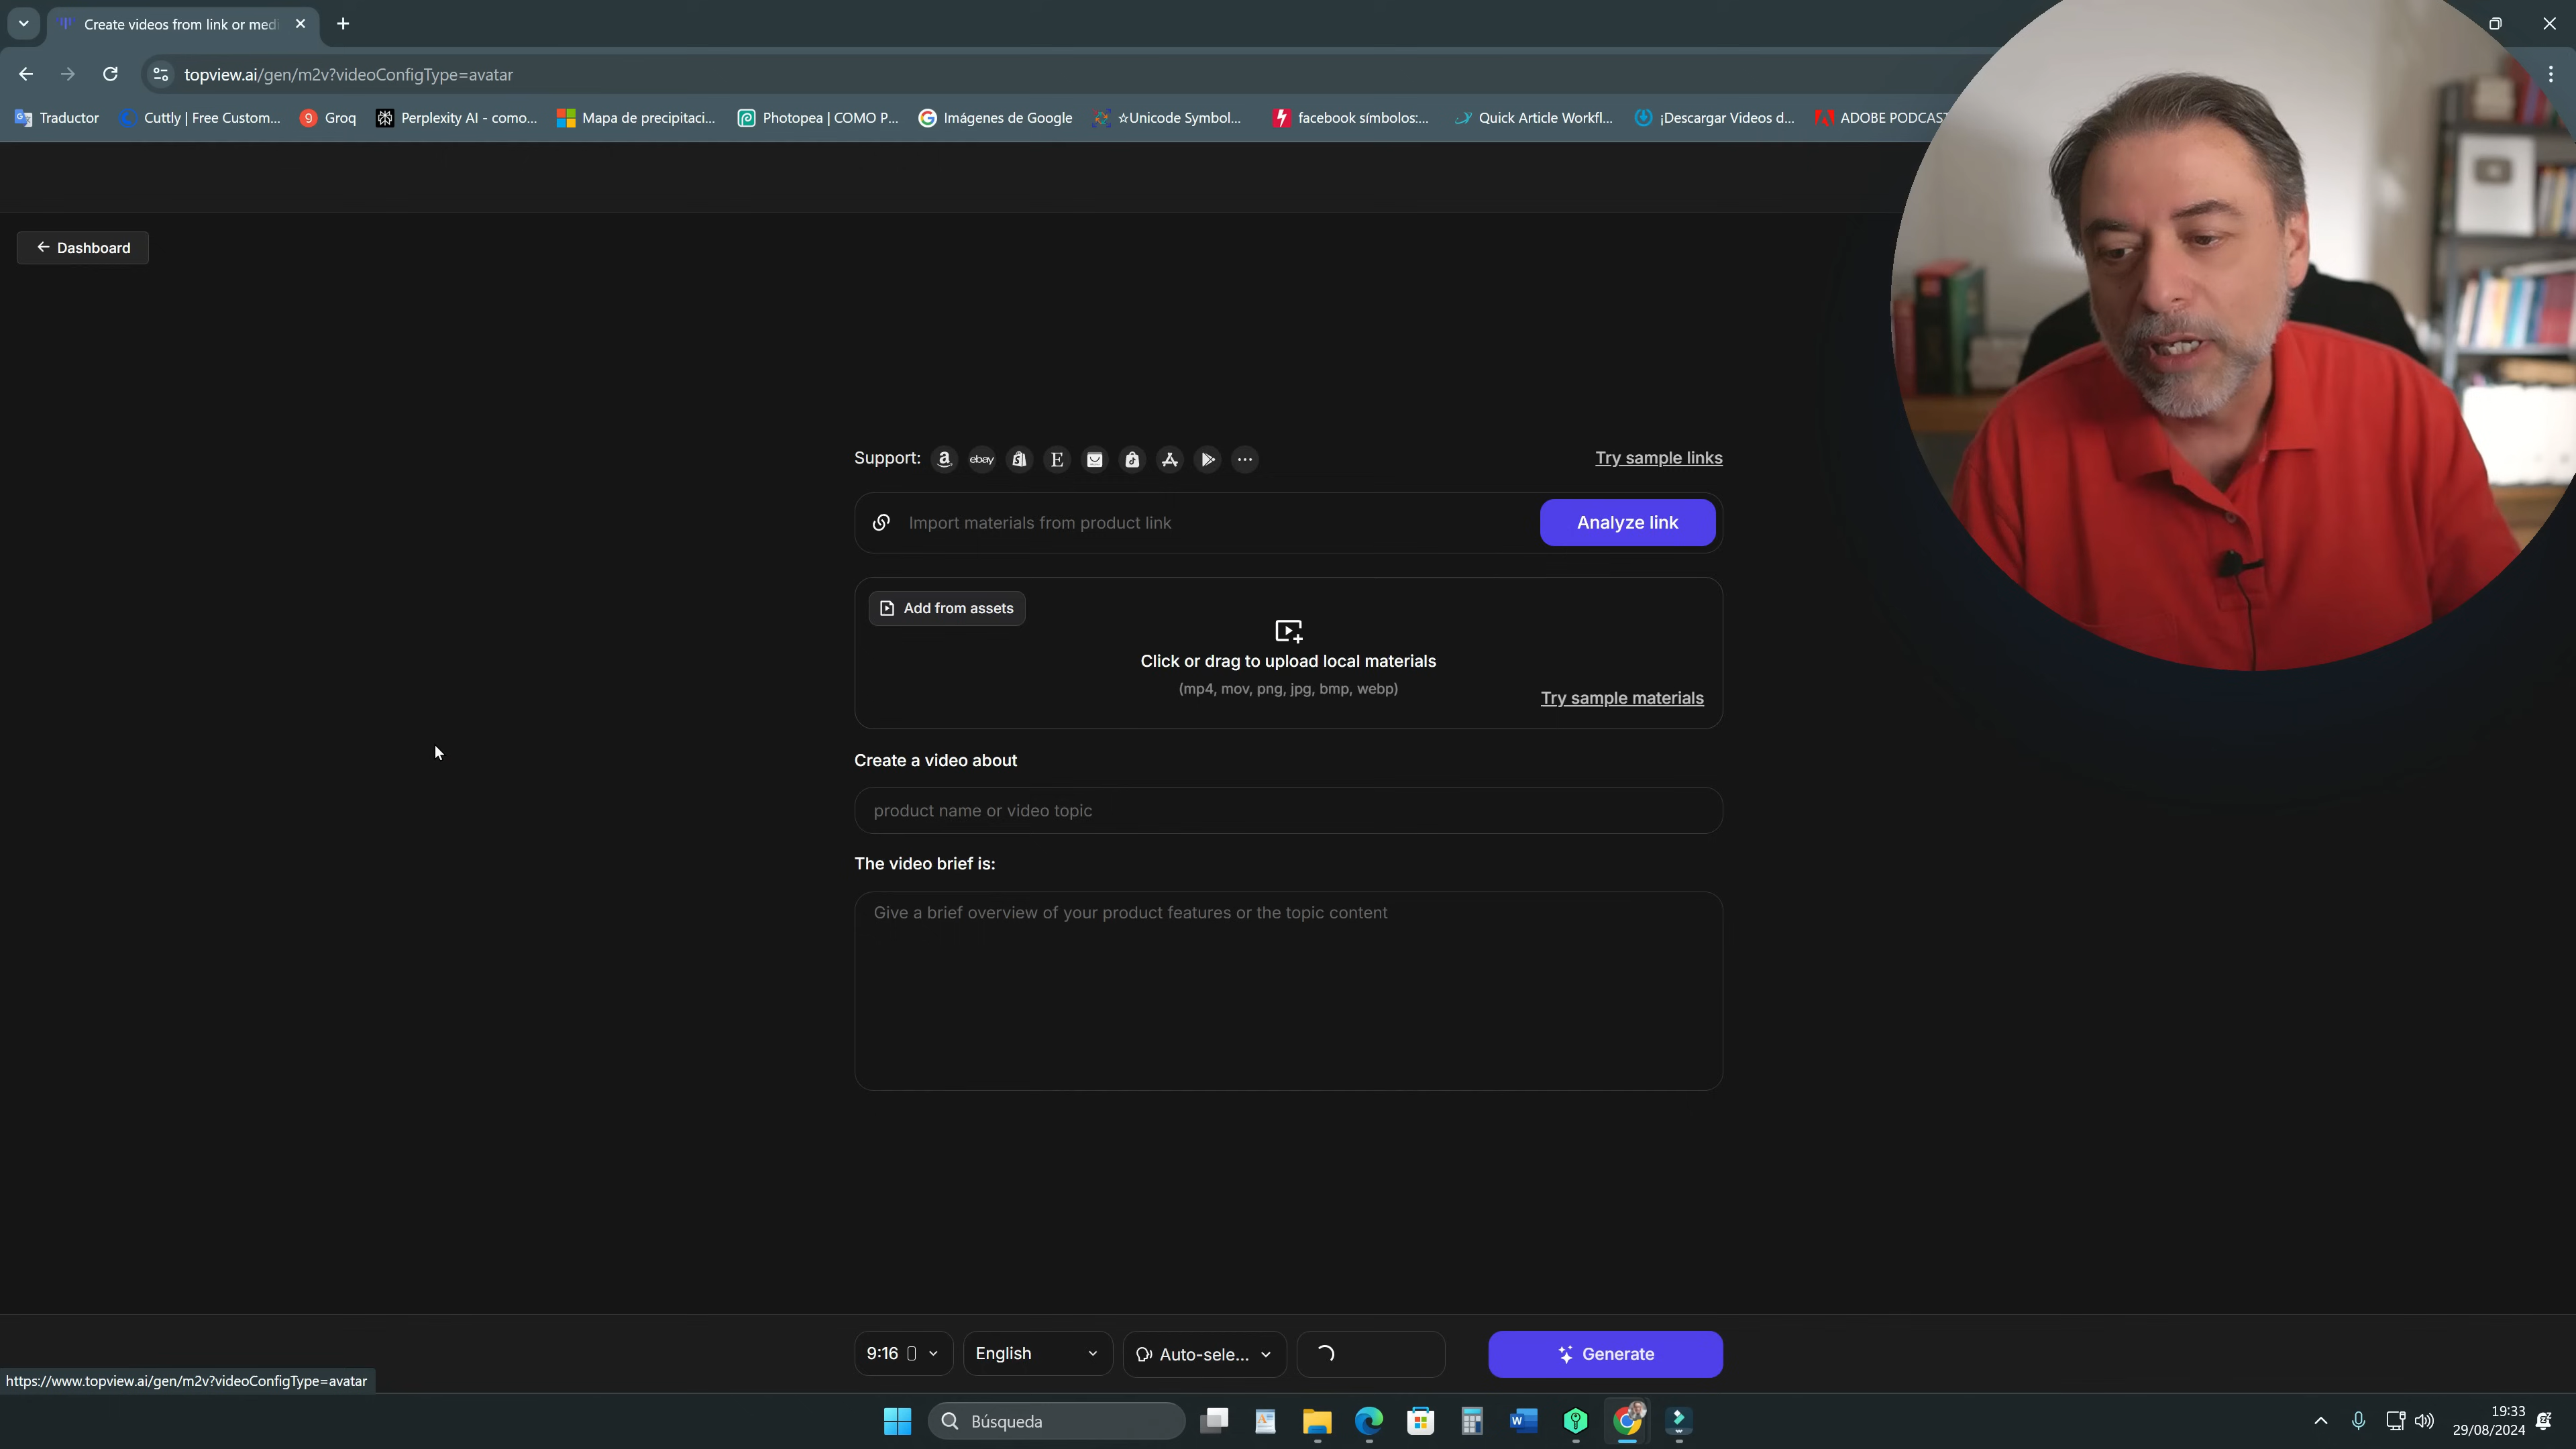 Create videos from link or medi
topview.ai/gen/m2v?videoConfigType=avatar
Traductor
Cuttly | Free Custom...
Groq
Perplexity AI - como...
Mapa de precipitaci...
Photopea | COMO P...
Imágenes de Google
☆Unicode Symbol...
facebook símbolos:...
Quick Article Workfl...
¡Descargar Videos d...
ADOBE PODCAST
Dashboard
Support:
ebay
Try sample links
Import materials from product link
Analyze link
Add from assets
Click or drag to upload local materials
(mp4, mov, png, jpg, bmp, webp)
Try sample materials
Create a video about
product name or video topic
The video brief is:
Give a brief overview of your product features or the topic content
9:16
English
Auto-sele...
Generate
https://www.topview.ai/gen/m2v?videoConfigType=avatar
Búsqueda
19:33
29/08/2024